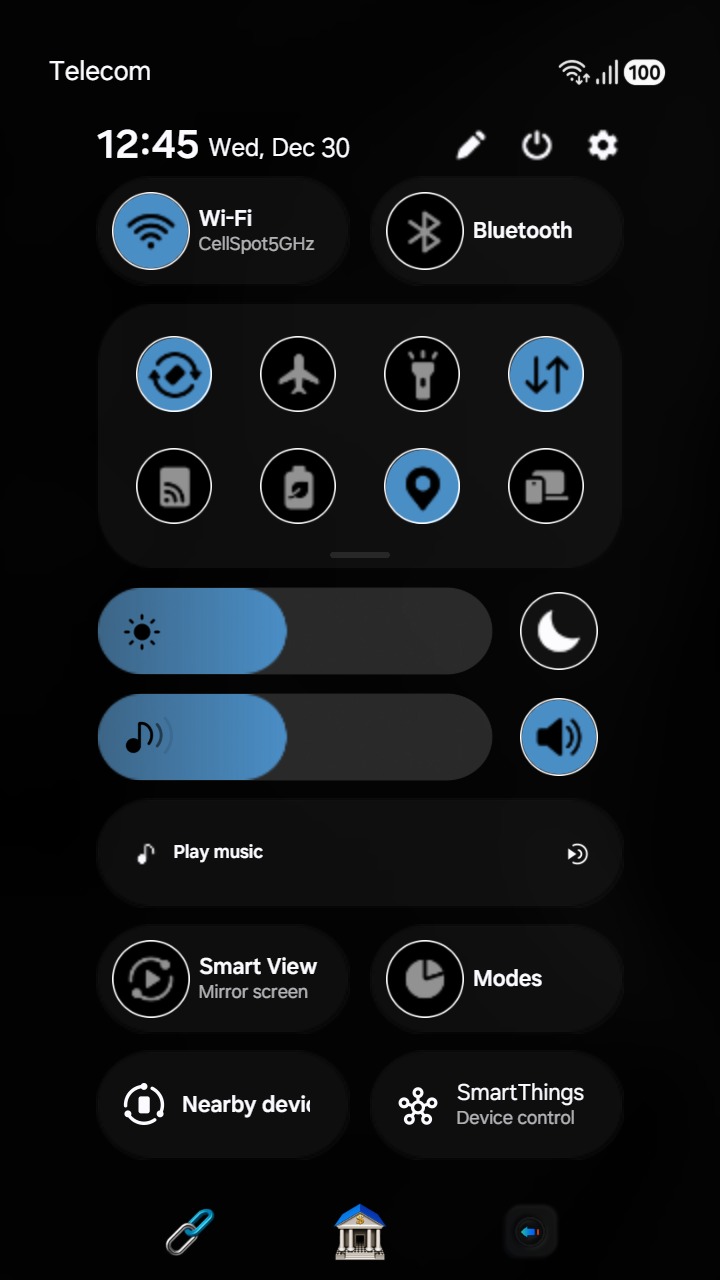 Telecom
100
12:45 Wed, Dec 30
Wi-Fi
CellSpot5GHz
Bluetooth
Play music
Smart View
Mirror screen
Modes
Nearby
SmartThings
Device control